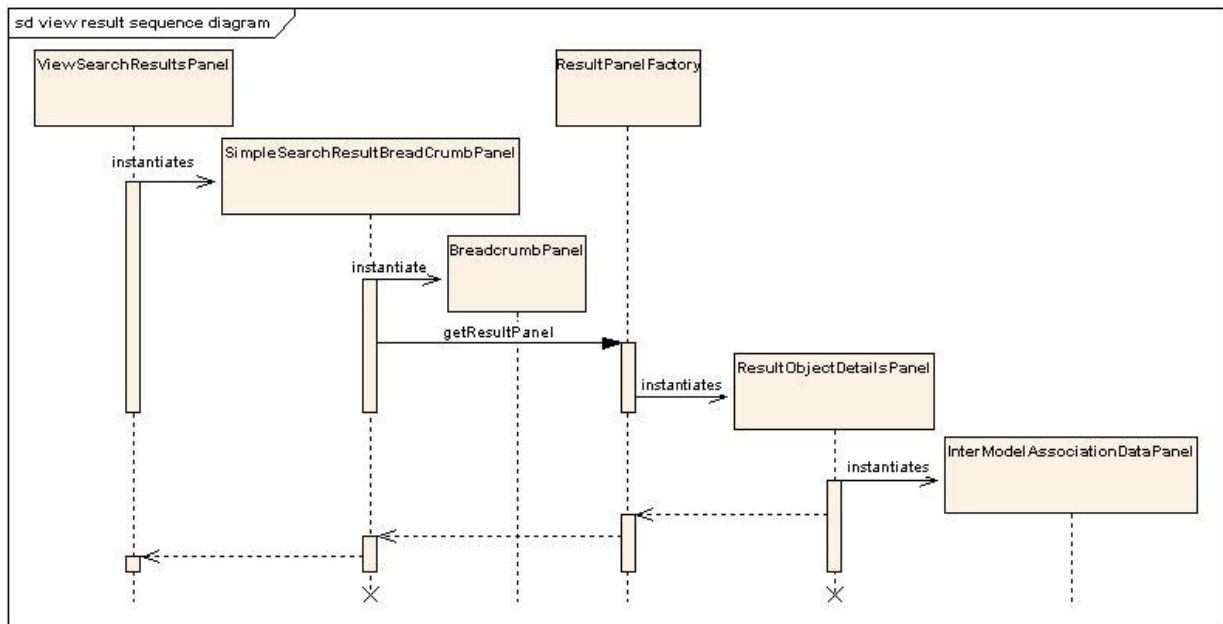 sd view result sequence diagram
ViewSearchResultsPanel
ResultPanelFactory
instantiates
SimpleSearchResultBreadCrumbPanel
instantiate
BreadcrumbPanel
getResultPanel
instantiates
ResultObjectDetailsPanel
instantiates
InterModelAssociationDataPanel